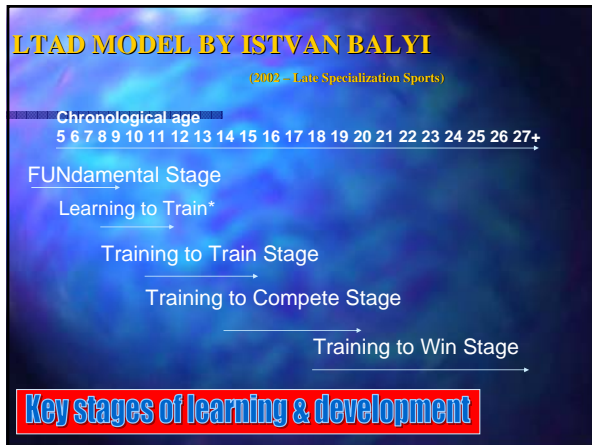 LTAD MODEL BY ISTVAN BALYI
(2002 – Late Specialization Sports)
Chronological age
5 6 7 8 9 10 11 12 13 14 15 16 17 18 19 20 21 22 23 24 25 26 27+
FUNdamental Stage
Learning to Train*
Training to Train Stage
Training to Compete Stage
Training to Win Stage
Key stages of learning & development